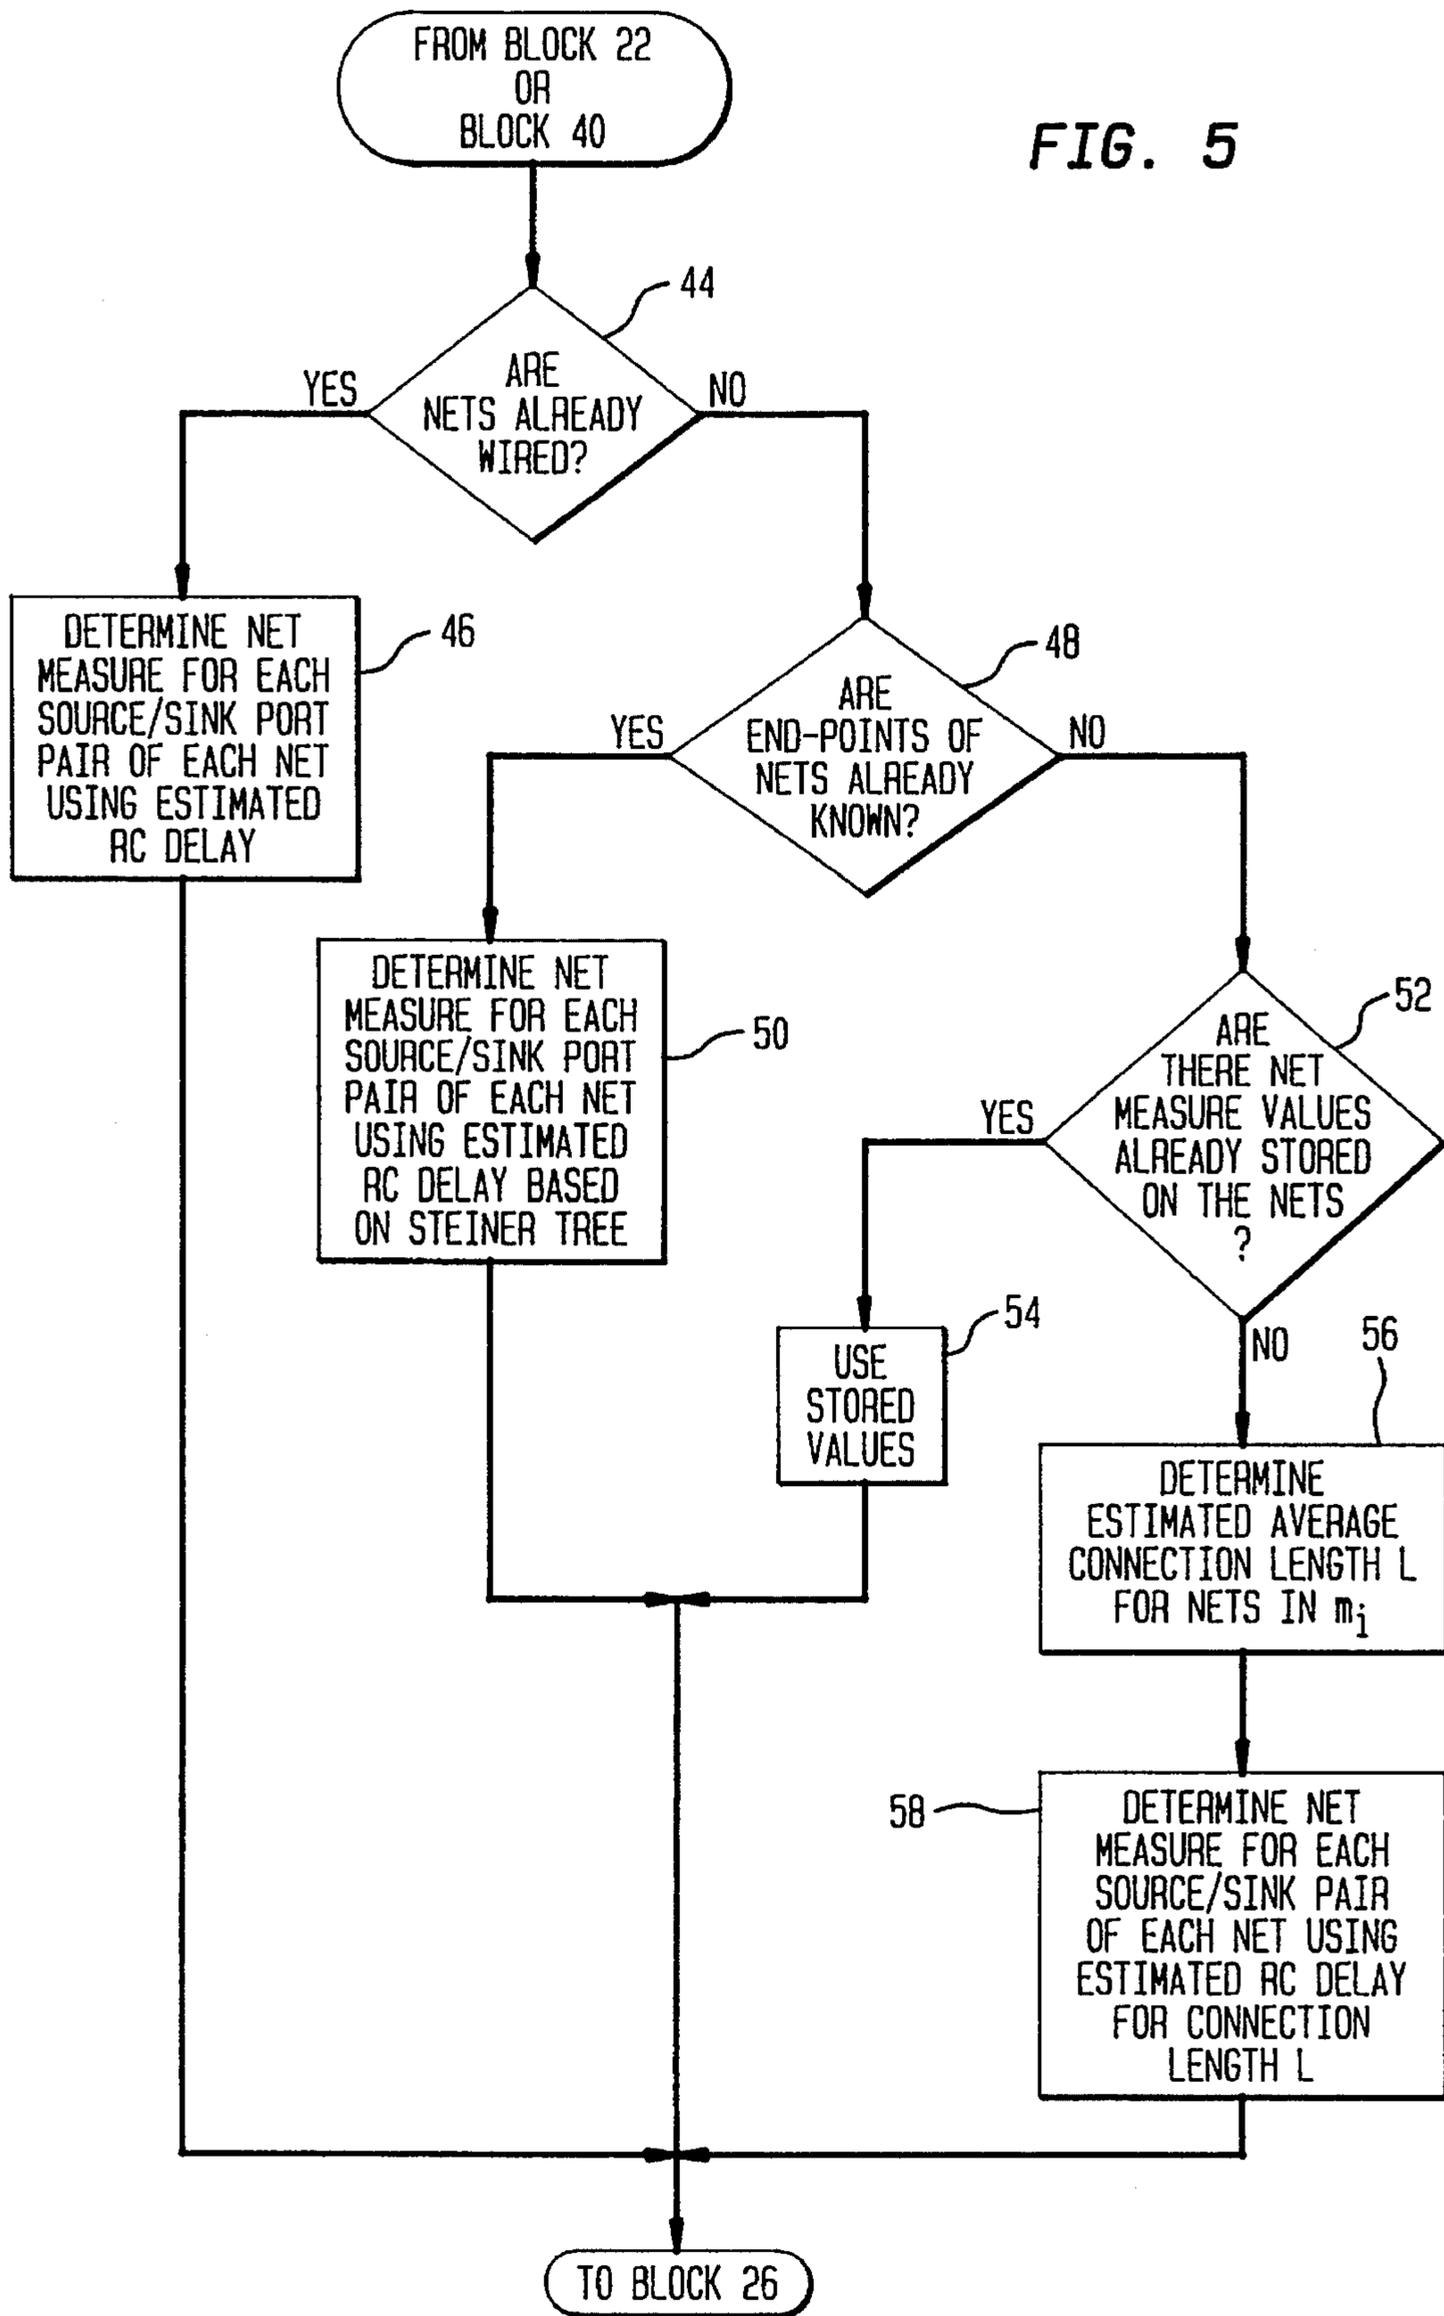 FROM BLOCK 22
OR
BLOCK 40
FIG. 5
44
ARE
NETS ALREADY
WIRED?
YES
NO
DETERMINE NET
MEASURE FOR EACH
SOURCE/SINK PORT
PAIR OF EACH NET
USING ESTIMATED
RC DELAY
46
48
ARE
END-POINTS OF
NETS ALREADY
KNOWN?
YES
NO
DETERMINE NET
MEASURE FOR EACH
SOURCE/SINK PORT
PAIR OF EACH NET
USING ESTIMATED
RC DELAY BASED
ON STEINER TREE
50
52
ARE
THERE NET
MEASURE VALUES
ALREADY STORED
ON THE NETS
?
YES
NO
54
USE
STORED
VALUES
56
DETERMINE
ESTIMATED AVERAGE
CONNECTION LENGTH L
FOR NETS IN mi
58
DETERMINE NET
MEASURE FOR EACH
SOURCE/SINK PAIR
OF EACH NET USING
ESTIMATED RC DELAY
FOR CONNECTION
LENGTH L
TO BLOCK 26